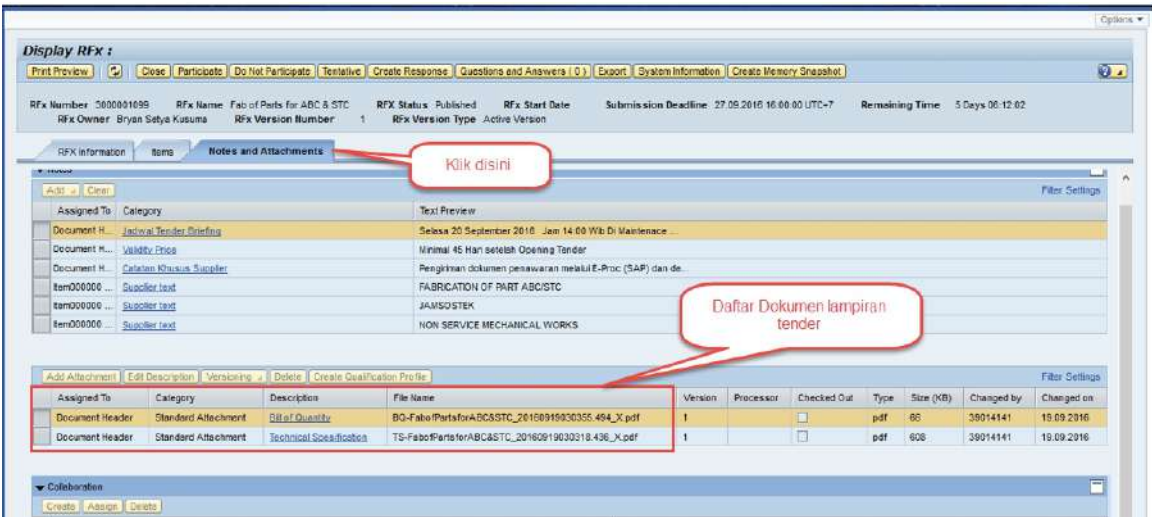 Options
Display RFx :
Print Preview Close Participate Do Not Participate Tentative Create Response Questions and Answers ( 0 ) Export System Information Create Memory Snapshot
RFx Number 3000001099 RFx Name Fab of Parts for ABC & STC RFX Status Published RFx Start Date Submission Deadline 27.09.2016 16:00:00 UTC+7 Remaining Time 5 Days 06:12:02
RFx Owner Bryan Setya Kusuma RFx Version Number 1 RFx Version Type Active Version
RFX Information Items Notes and Attachments
Klik disini
Notes
Add Clear Filter Settings
Assigned To Category Text Preview
Document H... Jadwal Tender Briefing Selasa 20 September 2016 Jam 14:00 Wib Di Maintenace ...
Document H... Validity Price Minimal 45 Hari setelah Opening Tender
Document H... Catatan Khusus Supplier Pengiriman dokumen penawaran melalui E-Proc (SAP) dan de...
Item000000 ... Supplier text FABRICATION OF PART ABC/STC
Item000000 ... Supplier text JAMSOSTEK
Item000000 ... Supplier text NON SERVICE MECHANICAL WORKS
Daftar Dokumen lampiran
tender
Add Attachment Edit Description Versioning Delete Create Qualification Profile Filter Settings
Assigned To Category Description File Name Version Processor Checked Out Type Size (KB) Changed by Changed on
Document Header Standard Attachment Bill of Quantity BQ-FabofPartsforABC&STC_20160919030355.494_X.pdf 1 pdf 66 39014141 19.09.2016
Document Header Standard Attachment Technical Spesification TS-FabofPartsforABC&STC_20160919030318.436_X.pdf 1 pdf 608 39014141 19.09.2016
Collaboration
Create Assign Delete